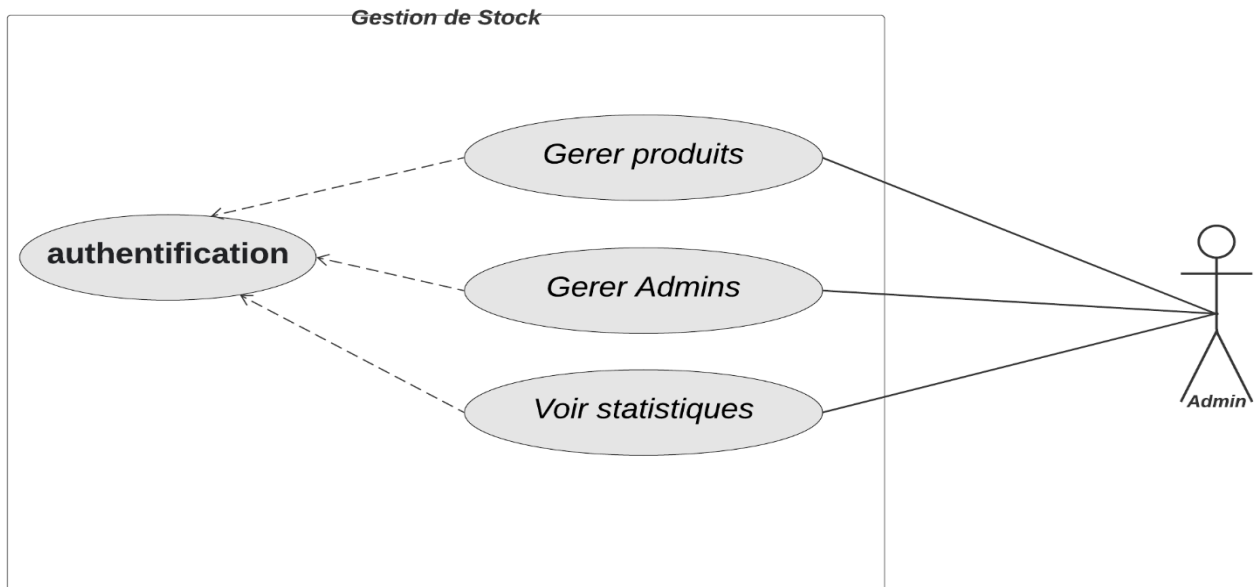 Gestion de Stock
Gerer produits
authentification
Gerer Admins
Voir statistiques
Admin